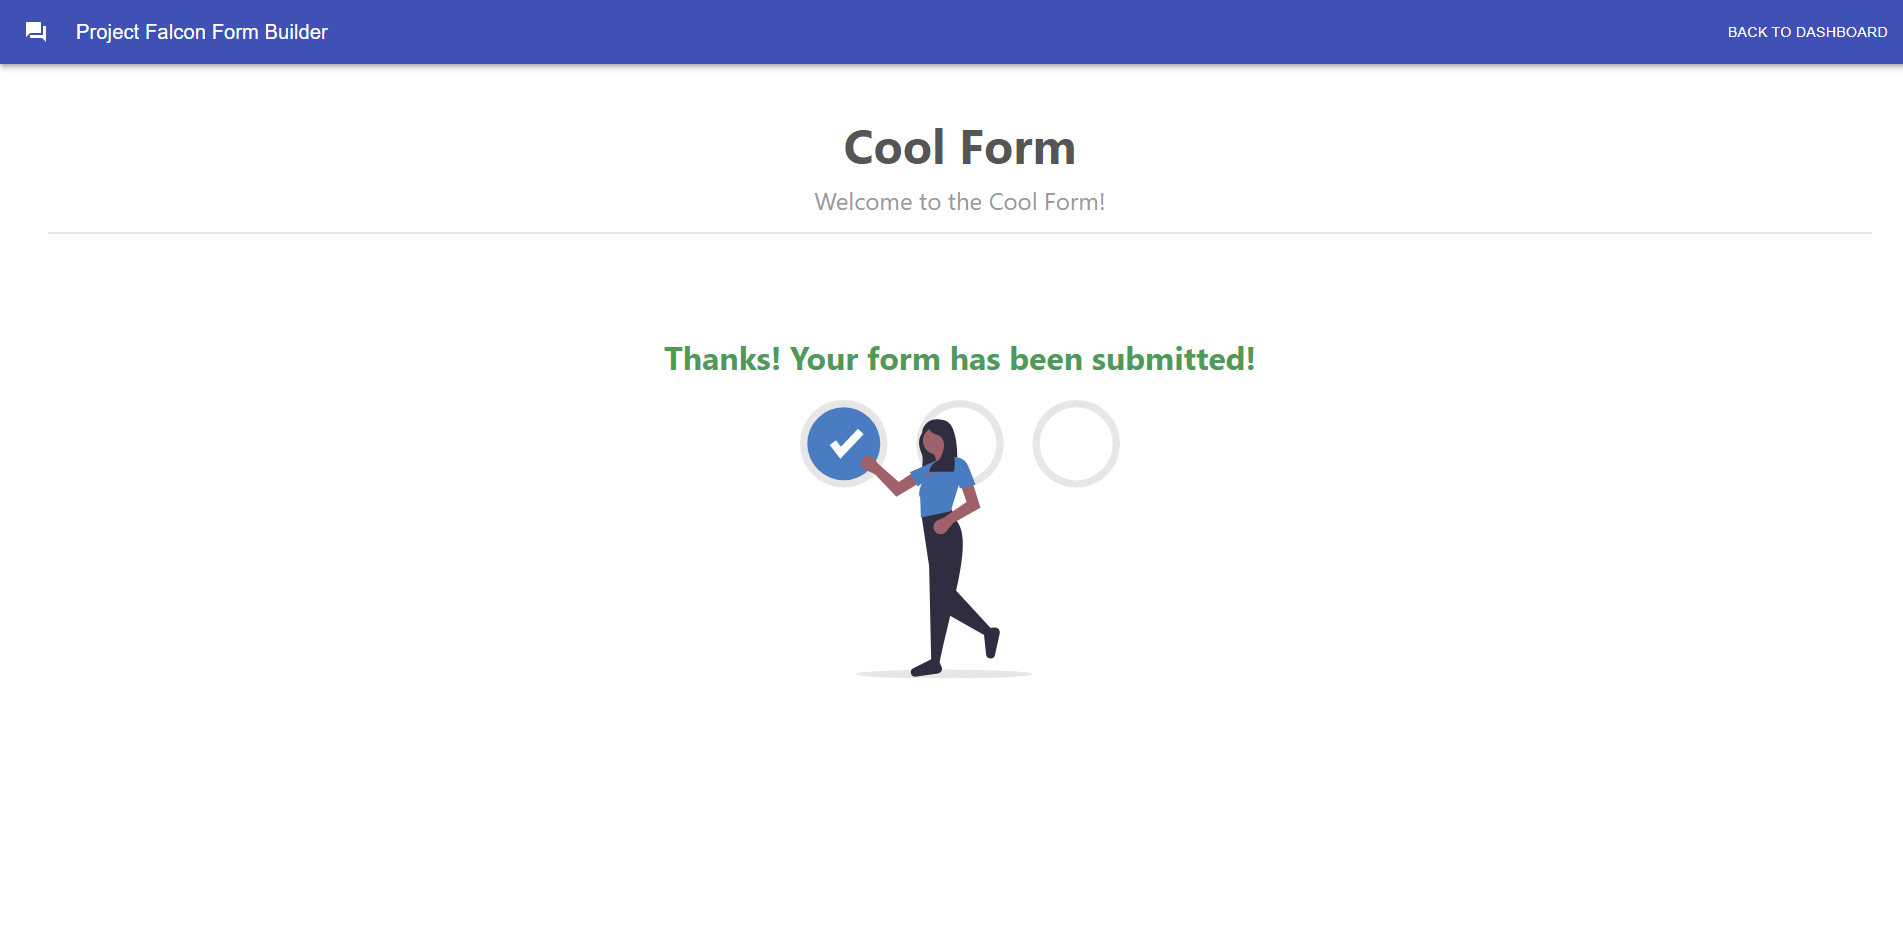 Project Falcon Form Builder
BACK TO DASHBOARD
Cool Form
Welcome to the Cool Form!
Thanks! Your form has been submitted!